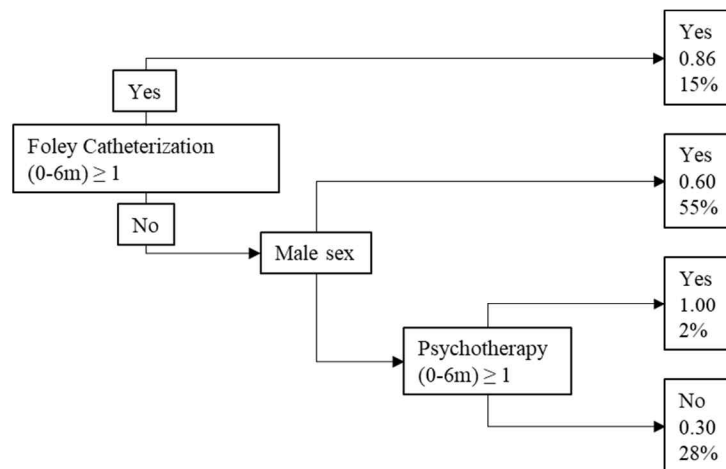 Yes
0.86
15%
Yes
Foley Catheterization
(0-6m) ≥ 1
No
Yes
0.60
55%
Male sex
Yes
1.00
2%
Psychotherapy
(0-6m) ≥ 1
No
0.30
28%